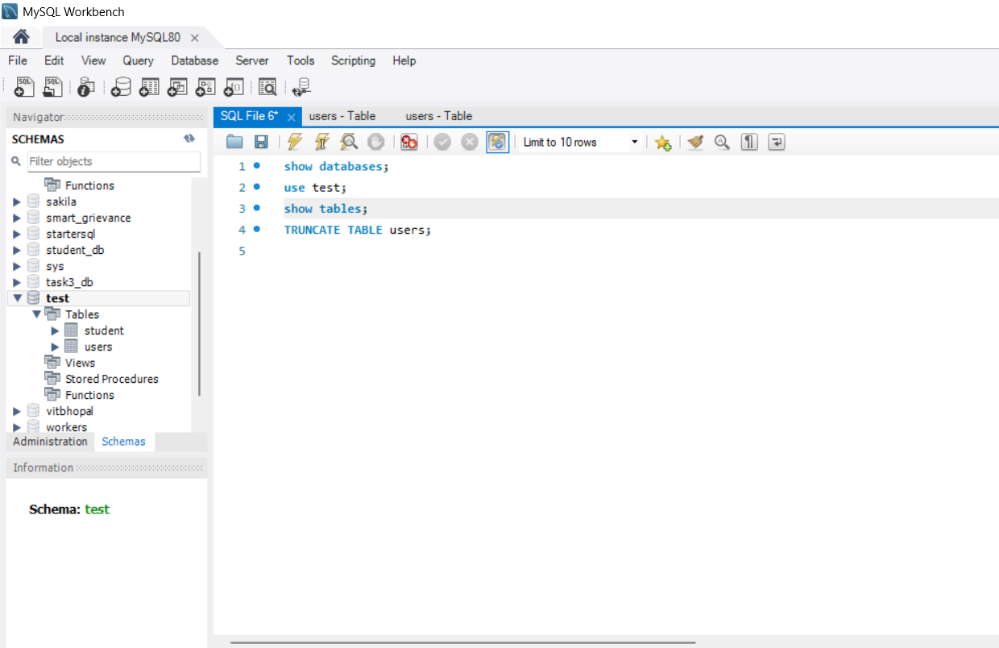 MySQL Workbench
Local instance MySQL80
File Edit View Query Database Server Tools Scripting Help
Navigator
SCHEMAS
Filter objects
Functions
sakila
smart_grievance
startersql
student_db
sys
task3_db
test
Tables
student
users
Views
Stored Procedures
Functions
vitbhopal
workers
Administration Schemas
Information
Schema: test
SQL File 6* users - Table users - Table
Limit to 10 rows
1 show databases;
2 use test;
3 show tables;
4 TRUNCATE TABLE users;
5